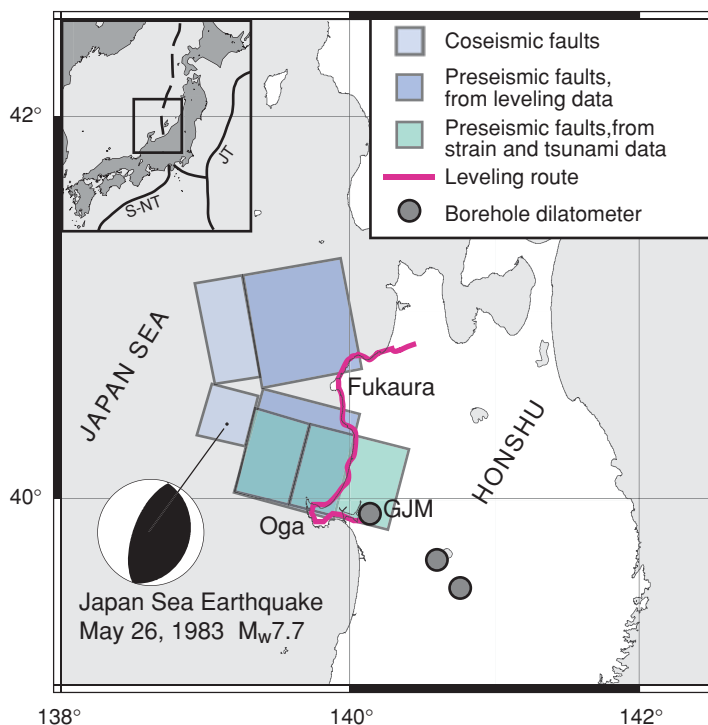 Coseismic faults
Preseismic faults,
from leveling data
Preseismic faults,from
strain and tsunami data
Leveling route
Borehole dilatometer
JT
S-NT
42°
JAPAN SEA
Fukaura
HONSHU
40°
GJM
Oga
Japan Sea Earthquake
May 26, 1983 Mw7.7
138°
140°
142°